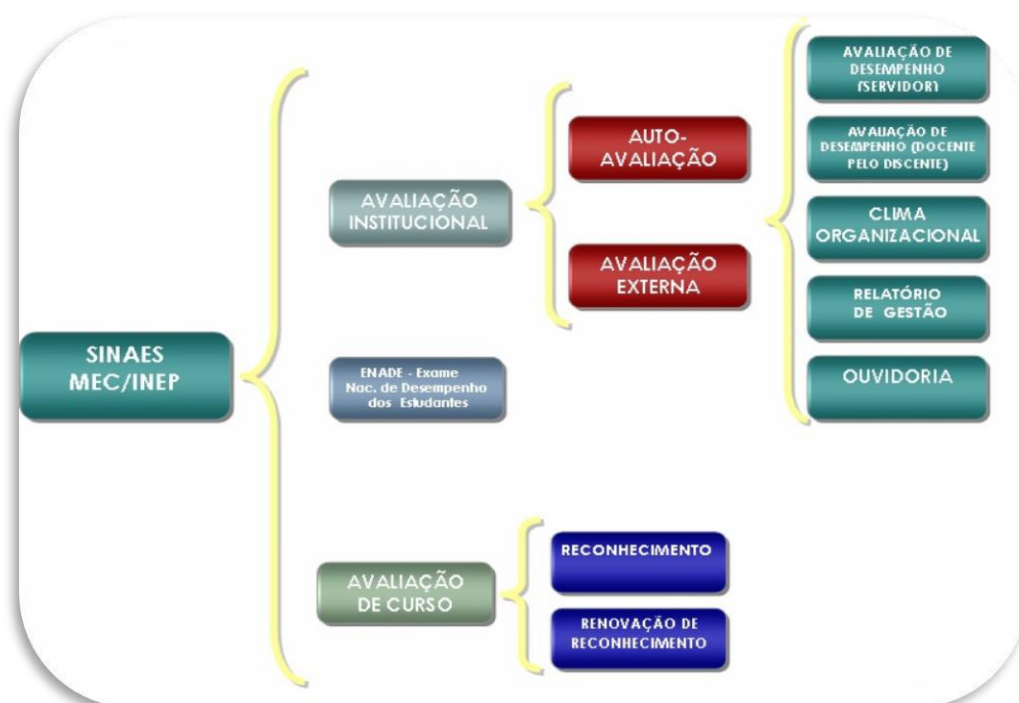 SINAES
MEC/INEP
AVALIAÇÃO
INSTITUCIONAL
AUTO-
AVALIAÇÃO
AVALIAÇÃO
EXTERNA
AVALIAÇÃO DE
DESEMPENHO
(SERVIDOR)
AVALIAÇÃO DE
DESEMPENHO (DOCENTE
PELO DISCENTE)
CLIMA
ORGANIZACIONAL
RELATÓRIO
DE GESTÃO
OUVIDORIA
ENADE - Exame
Nac. de Desempenho
dos Estudantes
AVALIAÇÃO
DE CURSO
RECONHECIMENTO
RENOVAÇÃO DE
RECONHECIMENTO